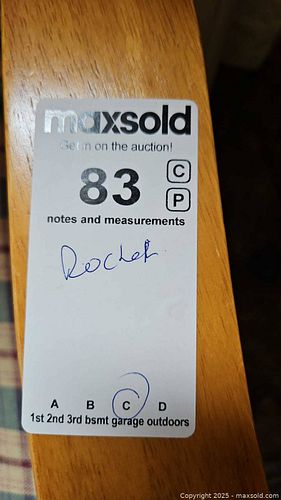 maxsold
Get in on the auction!
83
C
P
notes and measurements
Rocher
A B C D
1st 2nd 3rd bsmt garage outdoors
Copyright 2025 - maxsold.com